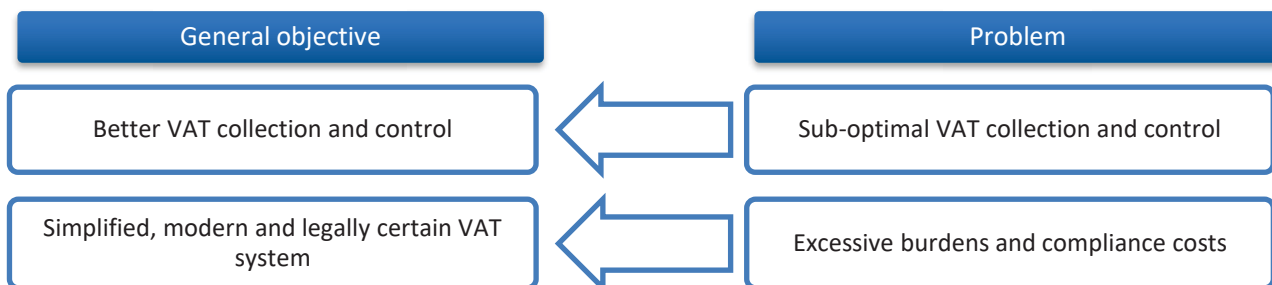 General objective
Problem
Better VAT collection and control
Sub-optimal VAT collection and control
Simplified, modern and legally certain VAT
system
Excessive burdens and compliance costs